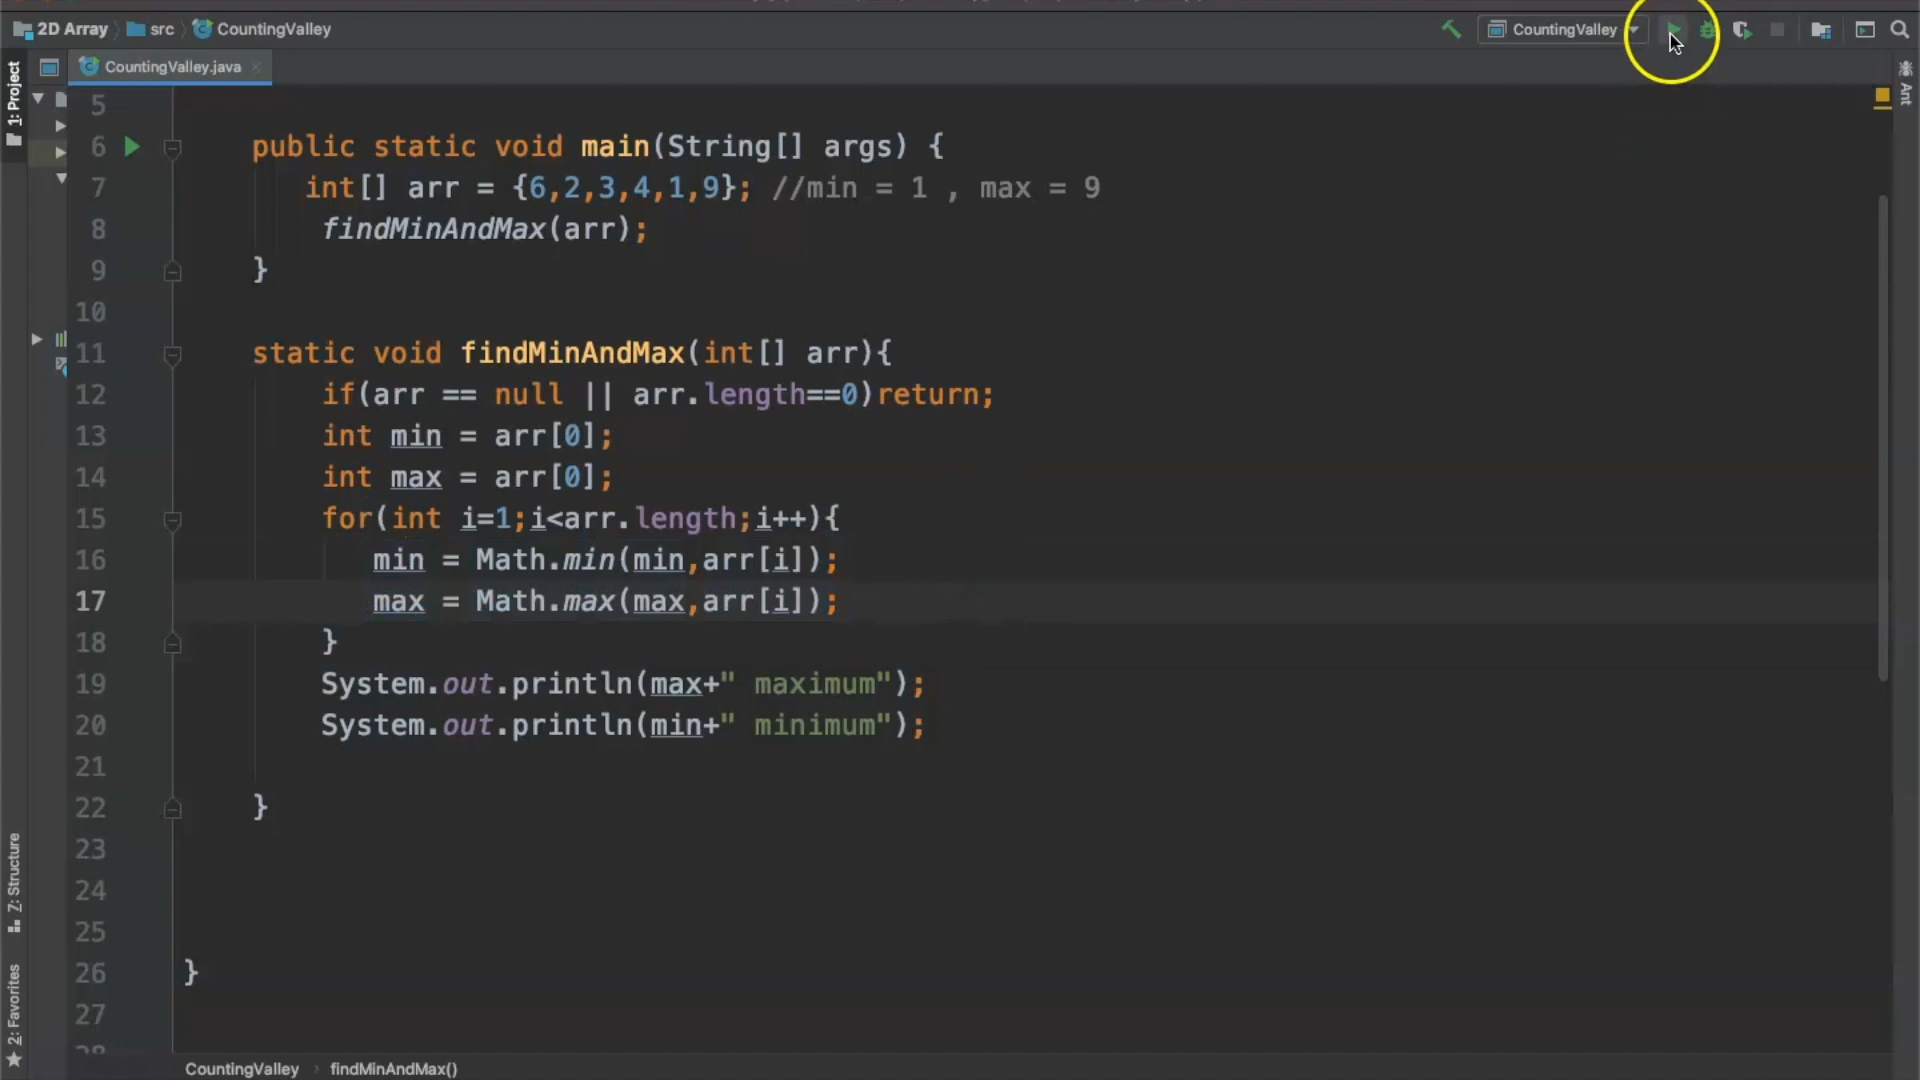 2D Array src CountingValley CountingValley
1: Project CountingValley.java Ant
5
6 public static void main(String[] args) {
7 int[] arr = {6,2,3,4,1,9}; //min = 1 , max = 9
8 findMinAndMax(arr);
9 }
10
11 static void findMinAndMax(int[] arr){
12 if(arr == null || arr.length==0)return;
13 int min = arr[0];
14 int max = arr[0];
15 for(int i=1;i<arr.length;i++){
16 min = Math.min(min,arr[i]);
17 max = Math.max(max,arr[i]);
18 }
19 System.out.println(max+" maximum");
20 System.out.println(min+" minimum");
21
22 }
23
24
25
26 }
27
28
Z: Structure
2: Favorites
CountingValley findMinAndMax()